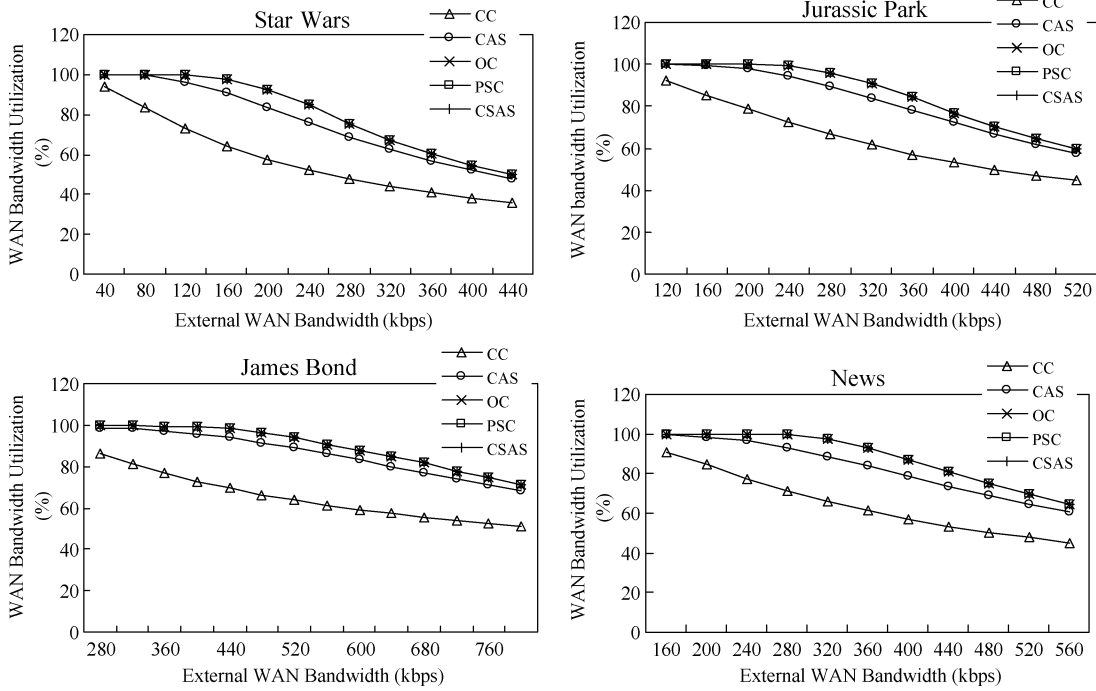 Star Wars
CC
CAS
OC
PSC
CSAS
WAN Bandwidth Utilization
(%)
120
100
80
60
40
20
0
40 80 120 160 200 240 280 320 360 400 440
External WAN Bandwidth (kbps)
Jurassic Park
CC
CAS
OC
PSC
CSAS
WAN bandwidth Utilization
(%)
120
100
80
60
40
20
0
120 160 200 240 280 320 360 400 440 480 520
External WAN Bandwidth (kbps)
James Bond
CC
CAS
OC
PSC
CSAS
WAN Bandwidth Utilization
(%)
120
100
80
60
40
20
0
280 360 440 520 600 680 760
External WAN Bandwidth (kbps)
News
CC
CAS
OC
PSC
CSAS
WAN Bandwidth Utilization
(%)
120
100
80
60
40
20
0
160 200 240 280 320 360 400 440 480 520 560
External WAN Bandwidth (kbps)